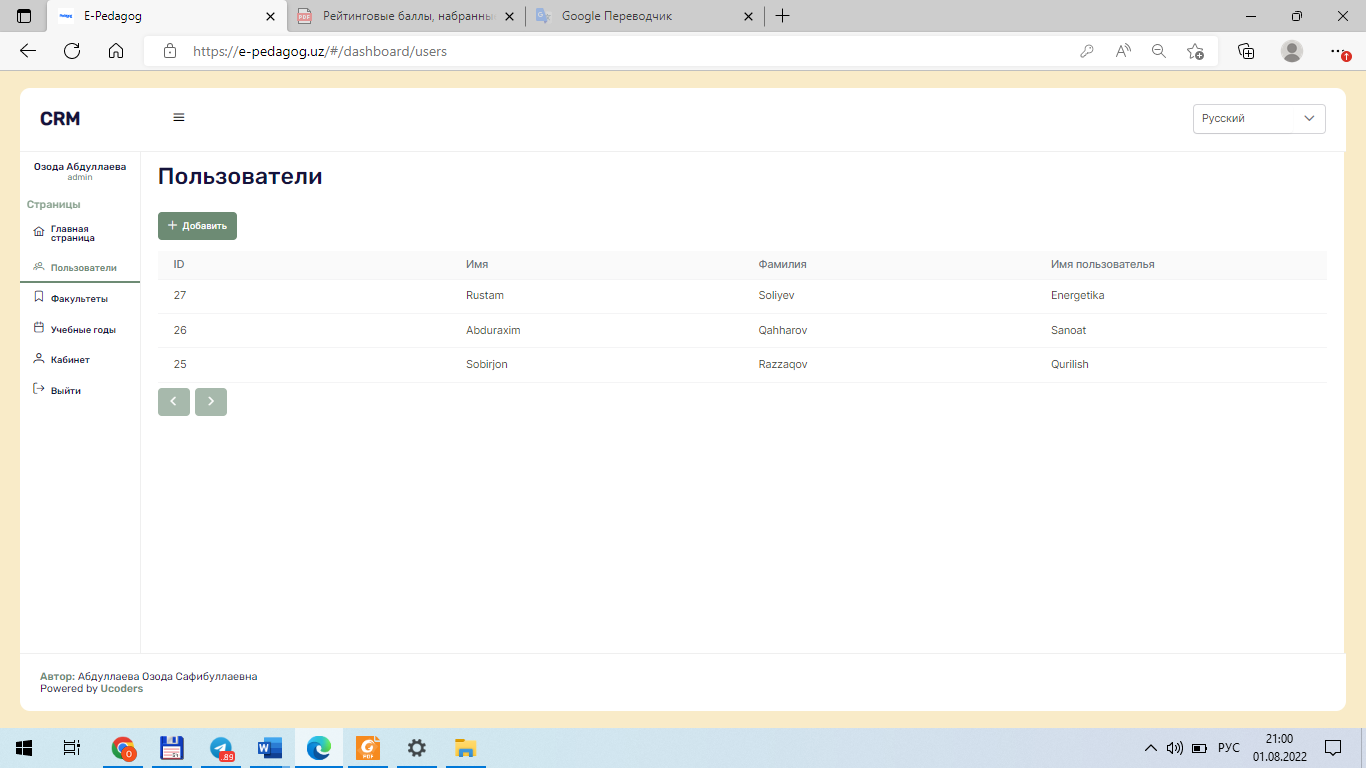 E-Pedagog
Рейтинговые баллы, набранны
Google Переводчик
https://e-pedagog.uz/#/dashboard/users
CRM
Русский
Озода Абдуллаева
admin
Страницы
Главная
страница
Пользователи
Факультеты
Учебные годы
Кабинет
Выйти
Пользователи
+ Добавить
ID Имя Фамилия Имя пользователья
27 Rustam Soliyev Energetika
26 Abduraxim Qahharov Sanoat
25 Sobirjon Razzaqov Qurilish
Автор: Абдуллаева Озода Сафибуллаевна
Powered by Ucoders
РУС
21:00
01.08.2022